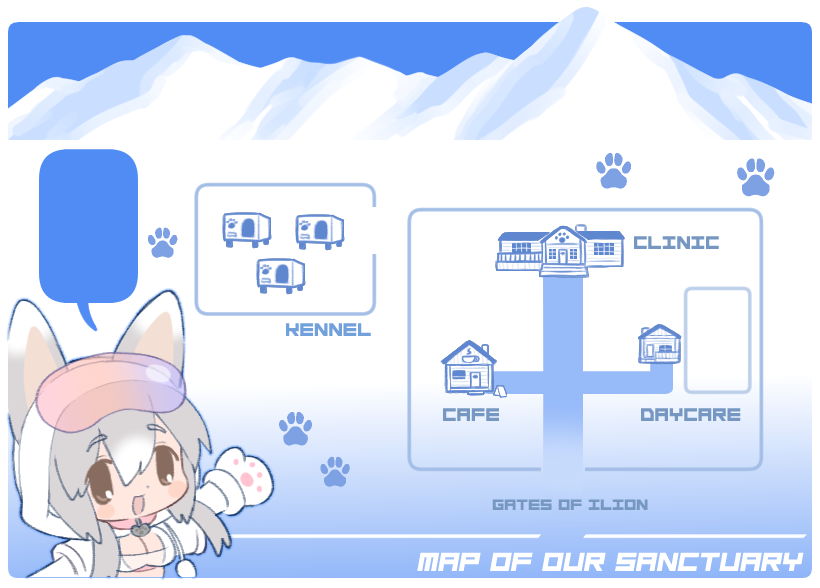 CLINIC
KENNEL
CAFE
DAYCARE
GATES OF ILION
MAP OF OUR SANCTUARY